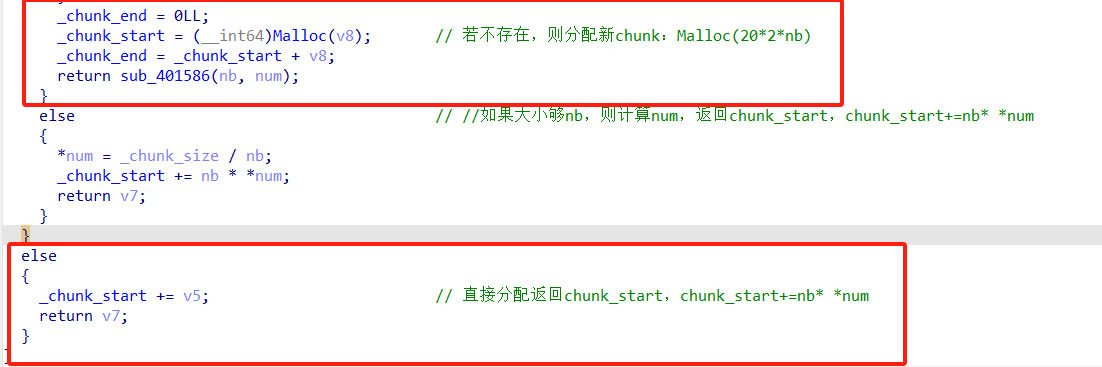 _chunk_end = 0LL;
_chunk_start = (__int64)Malloc(v8); // 若不存在，则分配新chunk：Malloc(20*2*nb)
_chunk_end = _chunk_start + v8;
return sub_401586(nb, num);
}
else // //如果大小够nb，则计算num，返回chunk_start，chunk_start+=nb* *num
{
*num = _chunk_size / nb;
_chunk_start += nb * *num;
return v7;
}
}
else
{
_chunk_start += v5; // 直接分配返回chunk_start，chunk_start+=nb* *num
return v7;
}